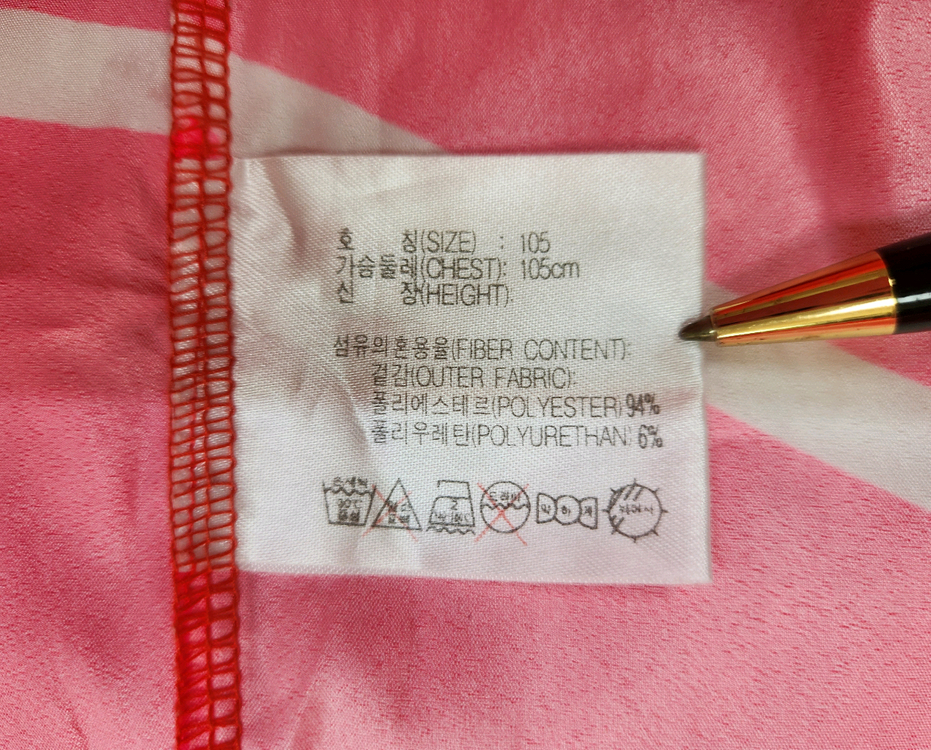 호 칭(SIZE) : 105
가슴둘레(CHEST): 105cm
신 장(HEIGHT):
섬유의혼용율(FIBER CONTENT):
겉감(OUTER FABRIC):
폴리에스테르(POLYESTER) 94%
폴리우레탄(POLYURETHAN) 6%